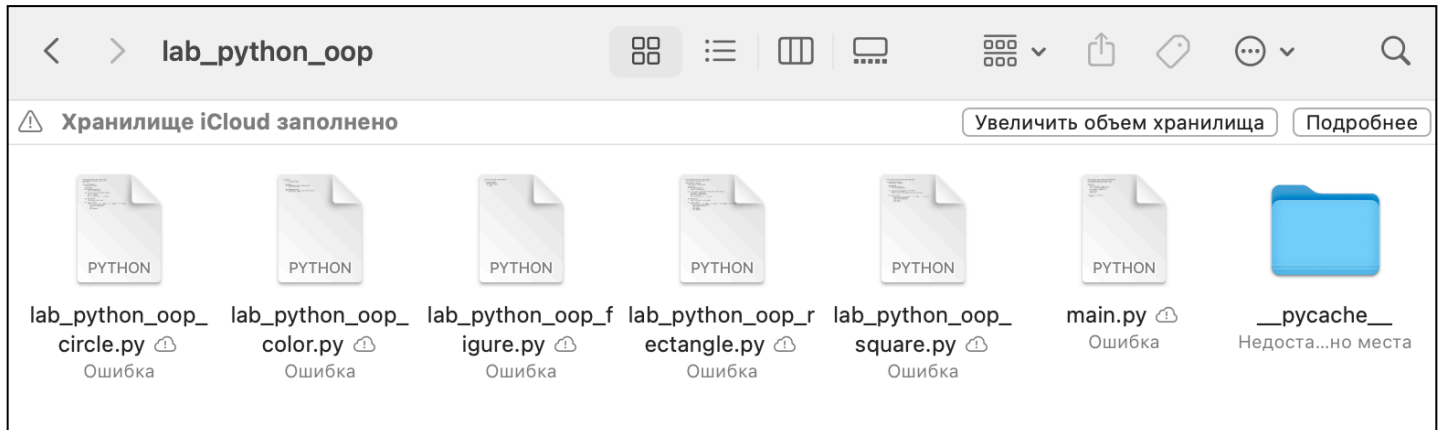 lab_python_oop
Хранилище iCloud заполнено
Увеличить объем хранилища
Подробнее
PYTHON
PYTHON
PYTHON
PYTHON
PYTHON
PYTHON
lab_python_oop_
circle.py
Ошибка
lab_python_oop_
color.py
Ошибка
lab_python_oop_f
igure.py
Ошибка
lab_python_oop_r
ectangle.py
Ошибка
lab_python_oop_
square.py
Ошибка
main.py
Ошибка
__pycache__
Недоста...но места